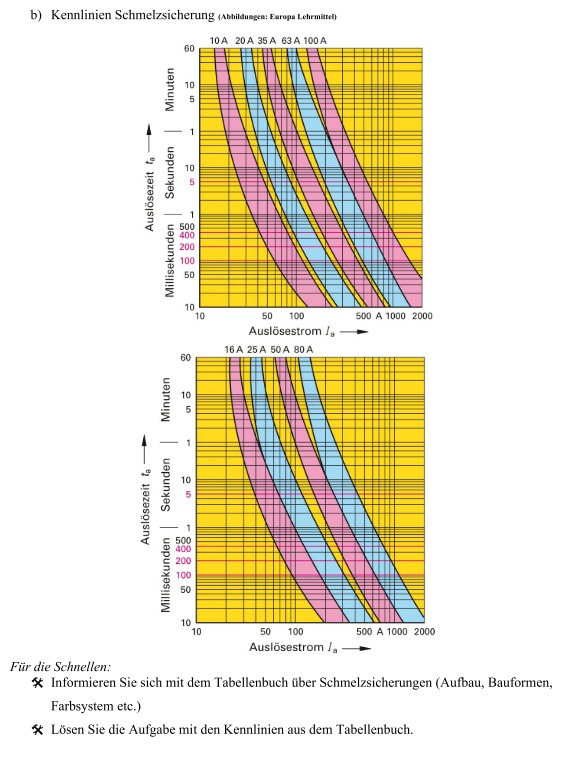 b) Kennlinien Schmelzsicherung (Abbildungen: Europa Lehrmittel)
10 A 20 A 35 A 63 A 100 A
60
10
5
1
10
5
1
500
400
200
100
50
10
Minuten
Sekunden
Millisekunden
Auslösezeit ta
10 50 100 500 A 1000 2000
Auslösestrom Ia
16 A 25 A 50 A 80 A
60
10
5
1
10
5
1
500
400
200
100
50
10
Minuten
Sekunden
Millisekunden
Auslösezeit ta
10 50 100 500 A 1000 2000
Auslösestrom Ia
Für die Schnellen:
Informieren Sie sich mit dem Tabellenbuch über Schmelzsicherungen (Aufbau, Bauformen,
Farbsystem etc.)
Lösen Sie die Aufgabe mit den Kennlinien aus dem Tabellenbuch.